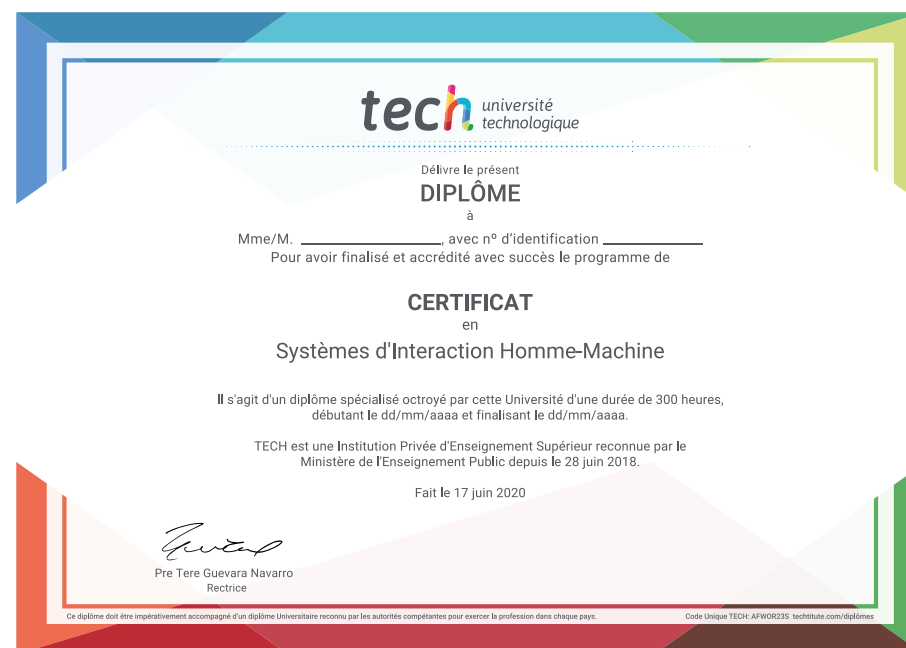 tech université
technologique
Délivre le présent
DIPLÔME
à
Mme/M. ____________, avec nº d'identification ____________
Pour avoir finalisé et accrédité avec succès le programme de
CERTIFICAT
en
Systèmes d'Interaction Homme-Machine
Il s'agit d'un diplôme spécialisé octroyé par cette Université d'une durée de 300 heures,
débutant le dd/mm/aaaa et finalisant le dd/mm/aaaa.
TECH est une Institution Privée d'Enseignement Supérieur reconnue par le
Ministère de l'Enseignement Public depuis le 28 juin 2018.
Fait le 17 juin 2020
Pre Tere Guevara Navarro
Rectrice
Ce diplôme doit être impérativement accompagné d'un diplôme Universitaire reconnu par les autorités compétantes pour exercer la profession dans chaque pays.
Code Unique TECH: AFWOR23S techtitute.com/diplômes